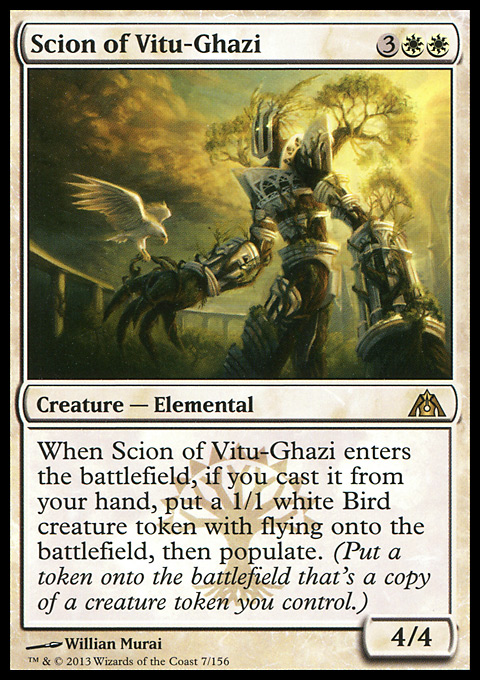 Scion of Vitu-Ghazi 3
Creature — Elemental
When Scion of Vitu-Ghazi enters
the battlefield, if you cast it from
your hand, put a 1/1 white Bird
creature token with flying onto the
battlefield, then populate. (Put a
token onto the battlefield that's a copy
of a creature token you control.)
4/4
Willian Murai
™ & © 2013 Wizards of the Coast 7/156